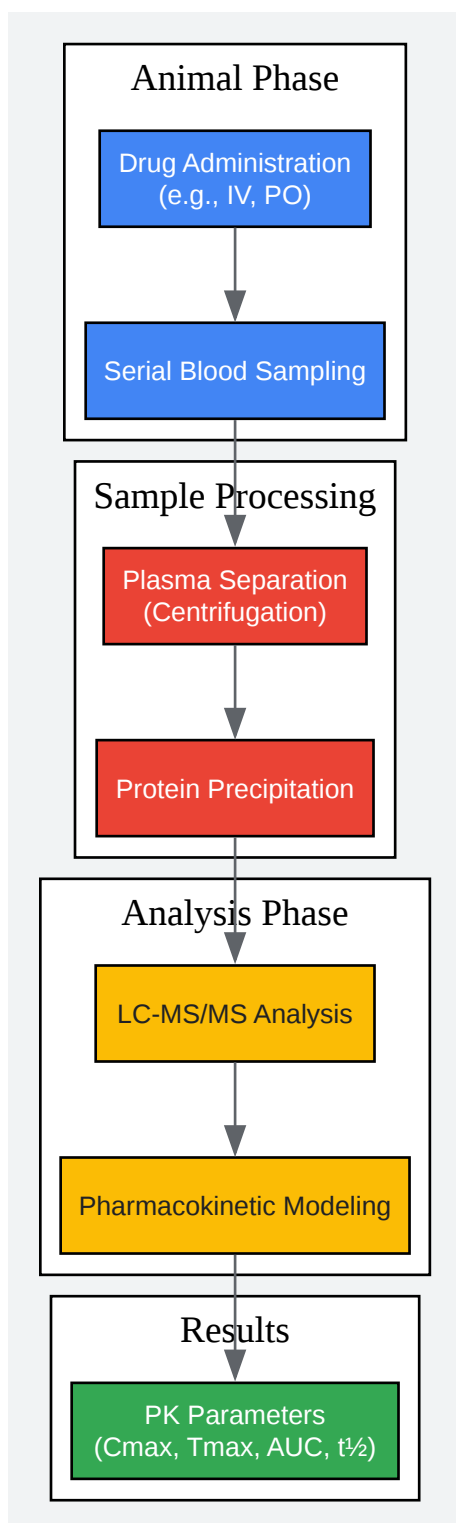 Animal Phase
Drug Administration
(e.g., IV, PO)
Serial Blood Sampling
Sample Processing
Plasma Separation
(Centrifugation)
Protein Precipitation
Analysis Phase
LC-MS/MS Analysis
Pharmacokinetic Modeling
Results
PK Parameters
(Cmax, Tmax, AUC, t½)